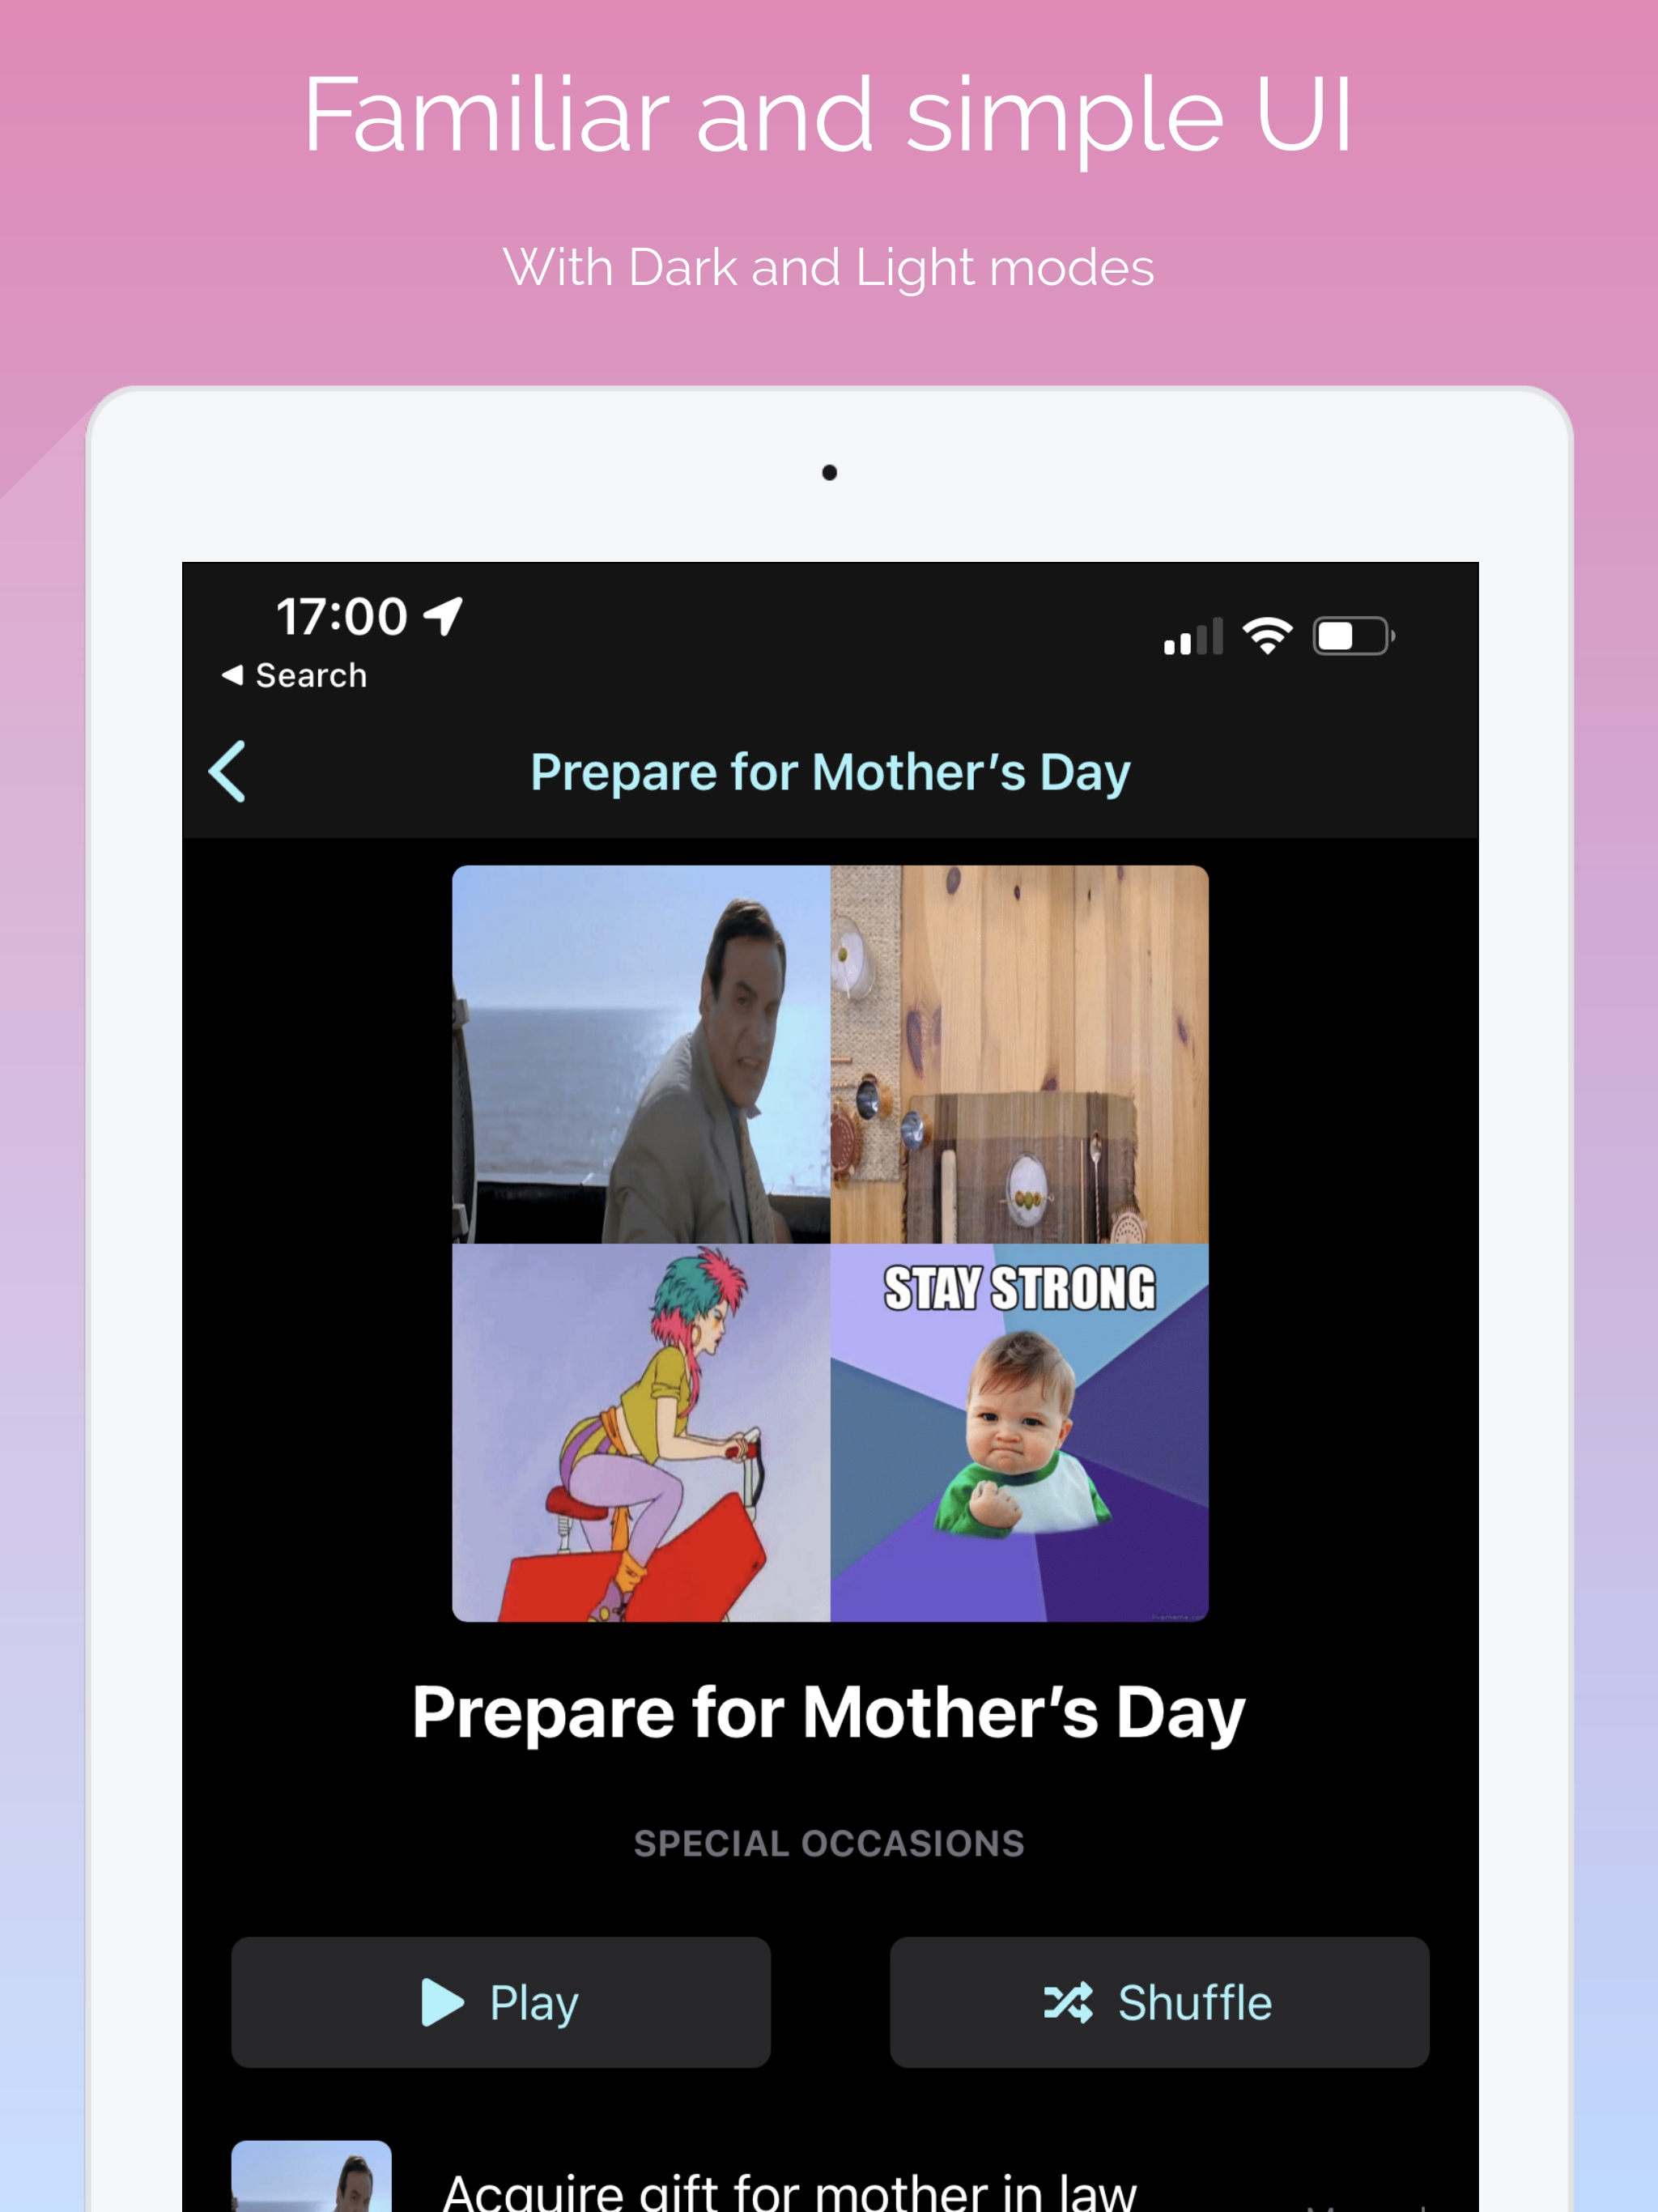 Familiar and simple UI
With Dark and Light modes
17:00
Search
Prepare for Mother's Day
STAY STRONG
Prepare for Mother's Day
SPECIAL OCCASIONS
Play
Shuffle
Acquire gift for mother in law